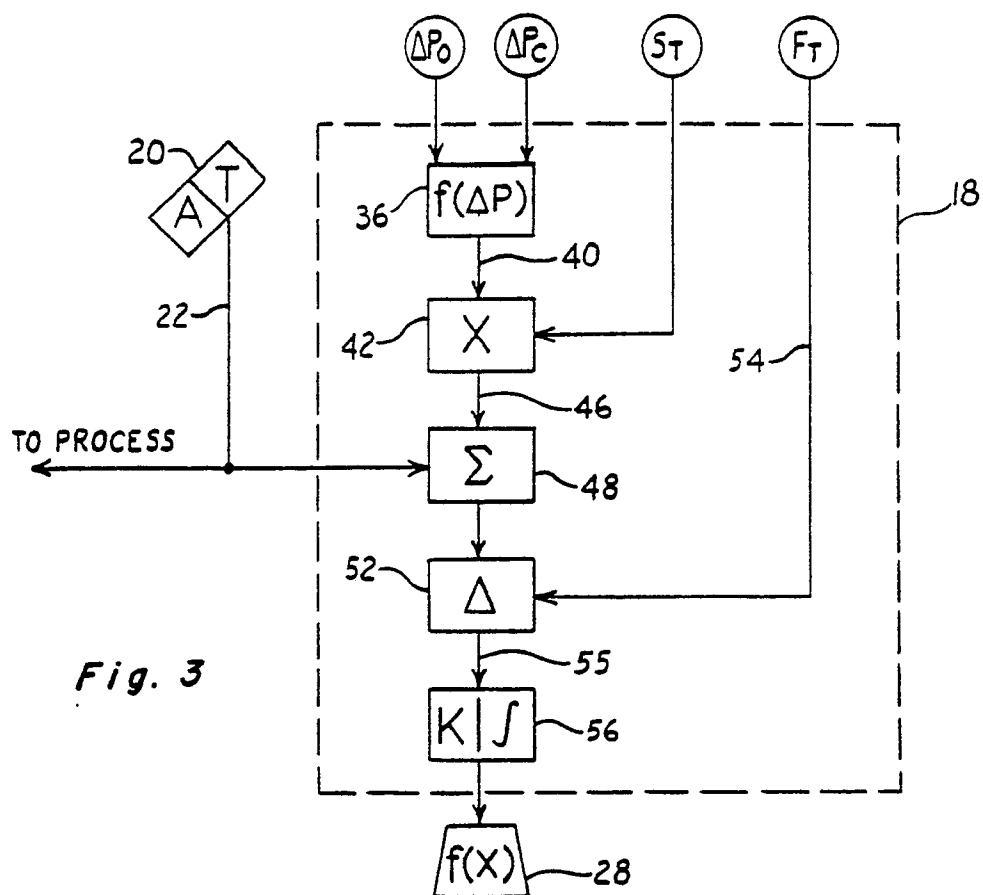 ΔPO ΔPC ST FT
20
T
A
f(ΔP)
36
18
40
22
42
X
54
46
TO PROCESS
Σ
48
52
Δ
55
Fig. 3
K ∫
56
f(X)
28